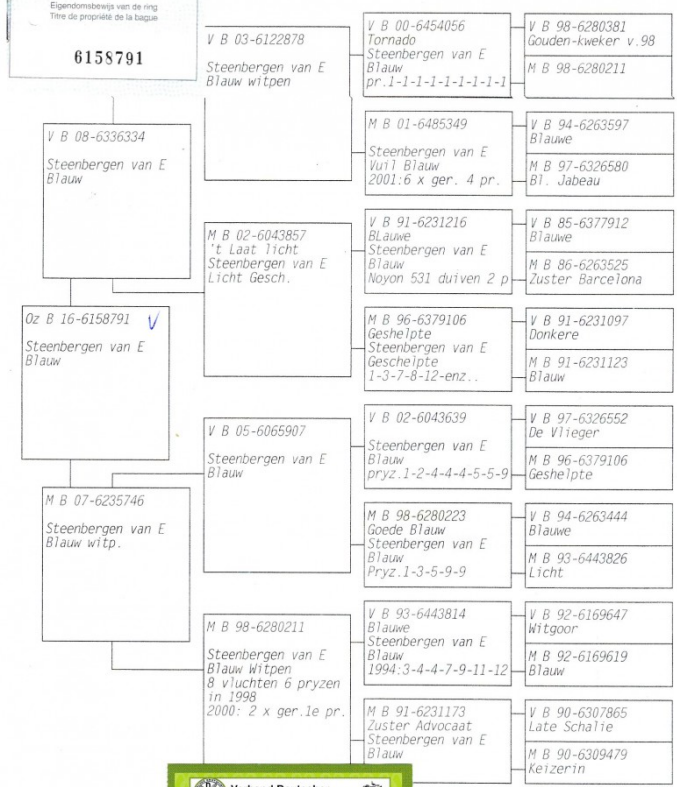 Eigendomsbewijs van de ring
Titre de propriété de la bague
6158791
V B 08-6336334
Steenbergen van E
Blauw
Oz B 16-6158791 V
Steenbergen van E
Blauw
M B 07-6235746
Steenbergen van E
Blauw witp.
V B 03-6122878
Steenbergen van E
Blauw witpen
M B 02-6043857
't Laat licht
Steenbergen van E
Licht Gesch.
V B 05-6065907
Steenbergen van E
Blauw
M B 98-6280211
Steenbergen van E
Blauw Witpen
8 vluchten 6 pryzen
in 1998
2000: 2 x ger.1e pr.
V B 00-6454056
Tornado
Steenbergen van E
Blauw
pr.1-1-1-1-1-1-1-1-1
M B 01-6485349
Steenbergen van E
Vuil Blauw
2001:6 x ger. 4 pr.
V B 91-6231216
BLauwe
Steenbergen van E
Blauw
Noyon 531 duiven 2 p
M B 96-6379106
Geshelpte
Steenbergen van E
Geschelpte
1-3-7-8-12-enz..
V B 02-6043639
Steenbergen van E
Blauw
pryz.1-2-4-4-4-5-5-9
M B 98-6280223
Goede Blauw
Steenbergen van E
Blauw
Pryz.1-3-5-9-9
V B 93-6443814
Blauwe
Steenbergen van E
Blauw
1994:3-4-4-7-9-11-12
M B 91-6231173
Zuster Advocaat
Steenbergen van E
Blauw
V B 98-6280381
Gouden-kweker v.98
M B 98-6280211
V B 94-6263597
Blauwe
M B 97-6326580
Bl. Jabeau
V B 85-6377912
Blauwe
M B 86-6263525
Zuster Barcelona
V B 91-6231097
Donkere
M B 91-6231123
Blauw
V B 97-6326552
De Vlieger
M B 96-6379106
Geshelpte
V B 94-6263444
Blauwe
M B 93-6443826
Licht
V B 92-6169647
Witgoor
M B 92-6169619
Blauw
V B 90-6307865
Late Schalie
M B 90-6309479
Keizerin